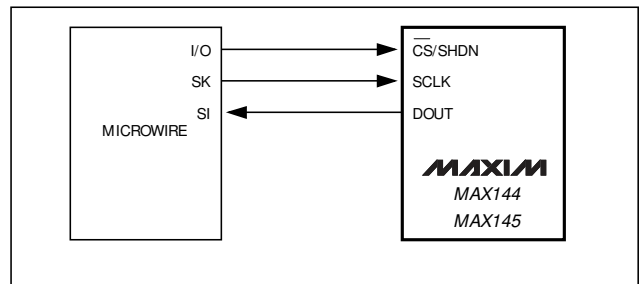 I/O
SK
SI
MICROWIRE
CS/SHDN
SCLK
DOUT
MAXIM
MAX144
MAX145